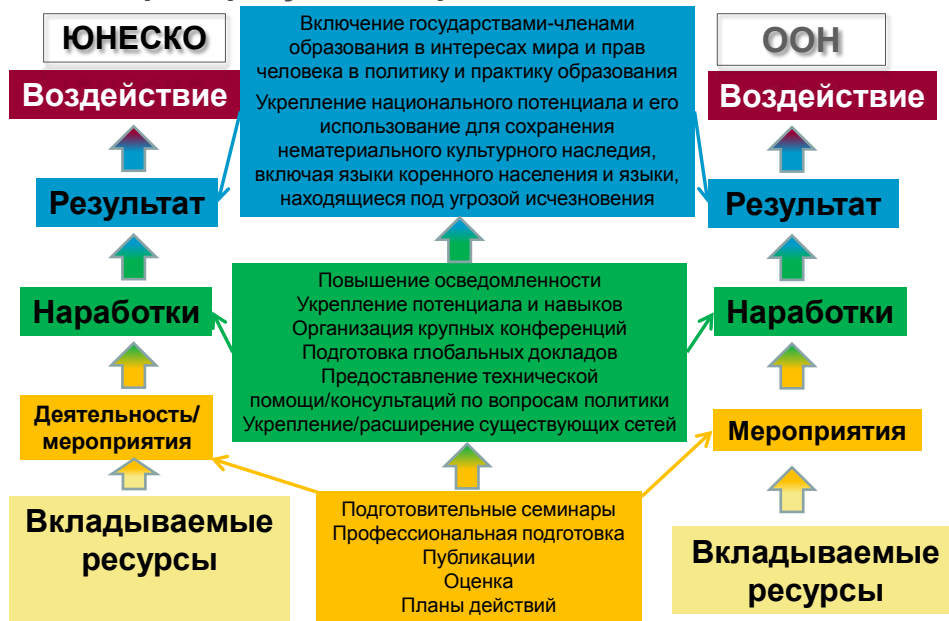 ЮНЕСКО
Воздействие
Результат
Наработки
Деятельность/
мероприятия
Вкладываемые
ресурсы
Включение государствами-членами
образования в интересах мира и прав
человека в политику и практику образования
Укрепление национального потенциала и его
использование для сохранения
нематериального культурного наследия,
включая языки коренного населения и языки,
находящиеся под угрозой исчезновения
Повышение осведомленности
Укрепление потенциала и навыков
Организация крупных конференций
Подготовка глобальных докладов
Предоставление технической
помощи/консультаций по вопросам политики
Укрепление/расширение существующих сетей
Подготовительные семинары
Профессиональная подготовка
Публикации
Оценка
Планы действий
ООН
Воздействие
Результат
Наработки
Мероприятия
Вкладываемые
ресурсы